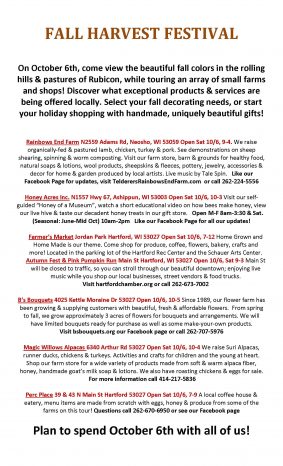 FALL HARVEST FESTIVAL
On October 6th, come view the beautiful fall colors in the rolling
hills & pastures of Rubicon, while touring an array of small farms
and shops! Discover what exceptional products & services are
being offered locally. Select your fall decorating needs, or start
your holiday shopping with handmade, uniquely beautiful gifts!
Rainbows End Farm N2559 Addams Rd, Neosho, WI 53059 Open Sat 10/6, 9-4. We raise
organically-fed & pastured lamb, chicken, turkey & pork. See demonstrations on sheep
shearing, spinning & worm composting. Visit our farm store, barn & grounds for healthy food,
natural soaps & lotions, wool products, sheepskins & fleeces, pottery, jewelry, accessories &
decor for home & garden produced by local artists. Live music by Tale Spin. Like our
Facebook Page for updates, visit TelderersRainbowsEndFarm.com or call 262-224-5556
Honey Acres Inc. N1557 Hwy 67, Ashippun, WI 53003 Open Sat 10/6, 10-3 Visit our self-
guided "Honey of a Museum", watch a short educational video on how bees make honey, view
our live hive & taste our decadent honey treats in our gift store. Open M-F 8am-3:30 & Sat.
(Seasonal: June-Mid Oct) 10am-2pm Like our Facebook Page for all our updates!
Farmer's Market Jordan Park Hartford, WI 53027 Open Sat 10/6, 7-12 Home Grown and
Home Made is our theme. Come shop for produce, coffee, flowers, bakery, crafts and
more! Located in the parking lot of the Hartford Rec Center and the Schauer Arts Center.
Autumn Fest & Pink Pumpkin Run Main St Hartford, WI 53027 Open Sat 10/6, Sat 9-3 Main St
will be closed to traffic, so you can stroll through our beautiful downtown; enjoying live
music while you shop our local businesses, street vendors & food trucks.
Visit hartfordchamber.org or call 262-673-7002
B's Bouquets 4025 Kettle Moraine Dr 53027 Open 10/6, 10-5 Since 1989, our flower farm has
been growing & supplying customers with beautiful, fresh & affordable flowers. From spring
to fall, we grow approximately 3 acres of flowers for bouquets and arrangements. We will
have limited bouquets ready for purchase as well as some make-your-own products.
Visit bsbouquets.org our Facebook page or call 262-707-5976
Magic Willows Alpacas 6340 Arthur Rd 53027 Open Sat 10/6, 10-4 We raise Suri Alpacas,
runner ducks, chickens & turkeys. Activities and crafts for children and the young at heart.
Shop our farm store for a wide variety of products made from soft & warm alpaca fiber,
honey, handmade goat's milk soap & lotions. We also have roasting chickens & eggs for sale.
For more information call 414-217-5836
Perc Place 39 & 43 N Main St Hartford 53027 Open Sat 10/6, 7-9 A local coffee house &
eatery, menu items are made from scratch with eggs, honey & produce from some of the
farms on this tour! Questions call 262-670-6950 or see our Facebook page
Plan to spend October 6th with all of us!